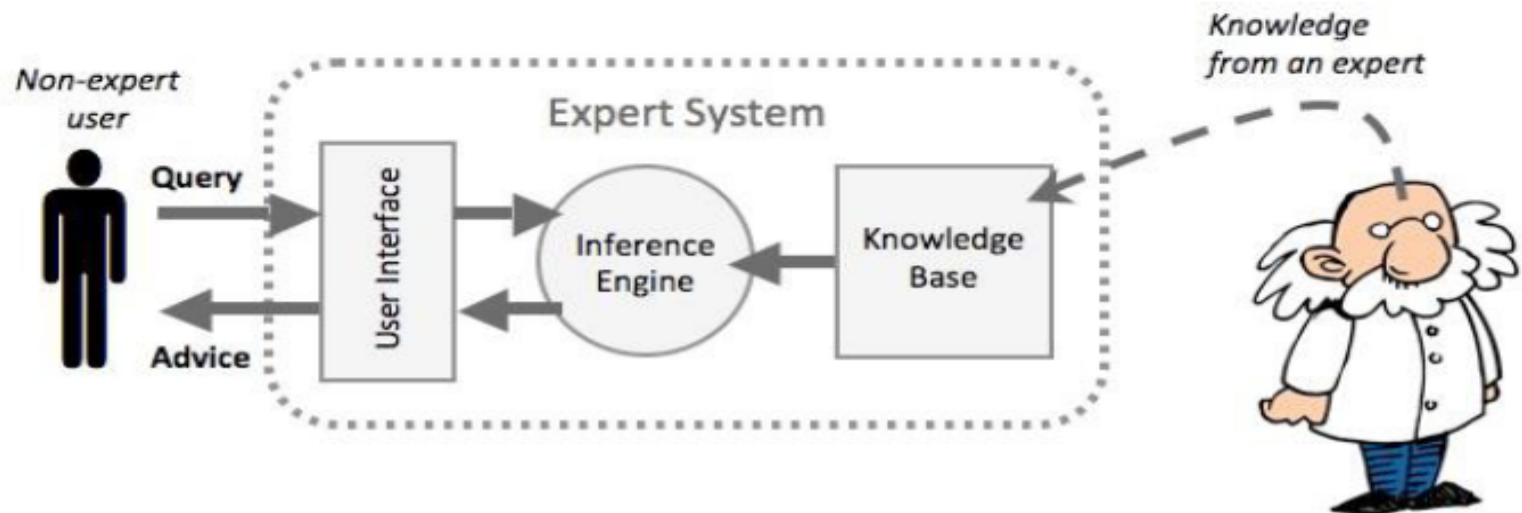 Non-expert
user
Query
Advice
Expert System
User Interface
Inference
Engine
Knowledge
Base
Knowledge
from an expert